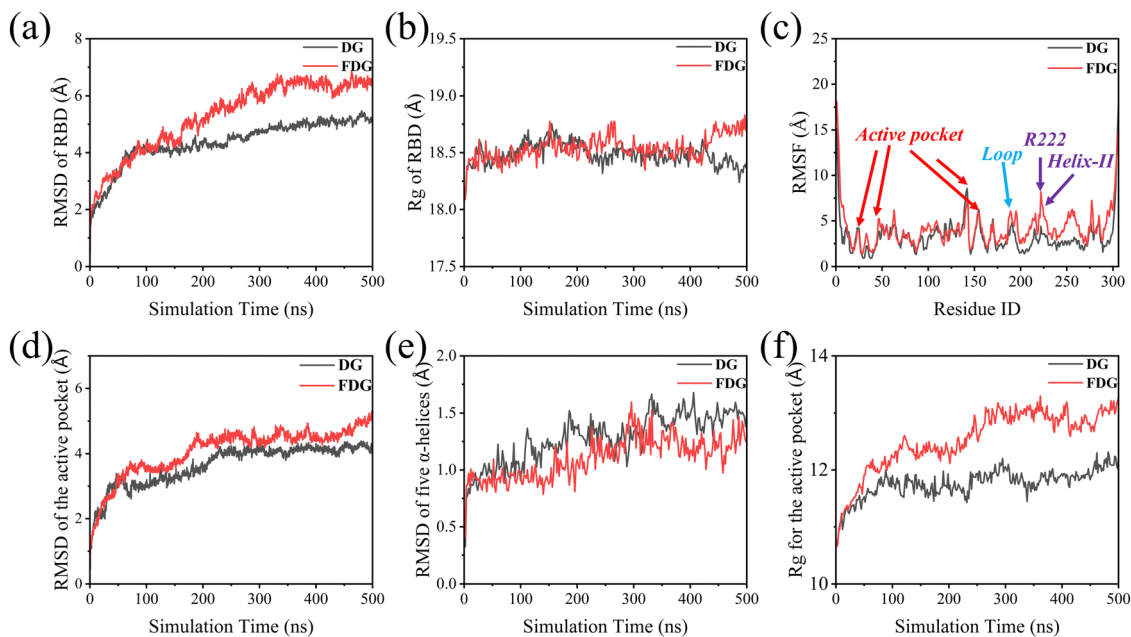 (a)
RMSD of RBD (Å)
8
6
4
2
0
DG
FDG
0 100 200 300 400 500
Simulation Time (ns)
(b)
Rg of RBD
19.5
19.0
18.5
18.0
17.5
DG
FDG
0 100 200 300 400 500
Simulation Time (ns)
(c)
RMSF (Å)
25
20
15
10
5
0
DG
FDG
Active pocket
Loop
R222
Helix-II
0 50 100 150 200 250 300
Residue ID
(d)
RMSD of the active pocket (Å)
6
4
2
0
DG
FDG
0 100 200 300 400 500
Simulation Time (ns)
(e)
RMSD of five α-helices (Å)
2.0
1.5
1.0
0.5
0.0
DG
FDG
0 100 200 300 400 500
Simulation Time (ns)
(f)
Rg for the active pocket (Å)
14
13
12
11
10
DG
FDG
0 100 200 300 400 500
Simulation Time (ns)